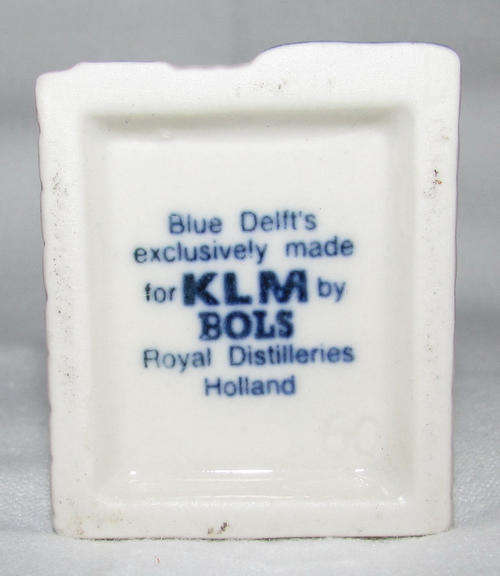 Blue Delft's
exclusively made
for KLM by
BOLS
Royal Distilleries
Holland